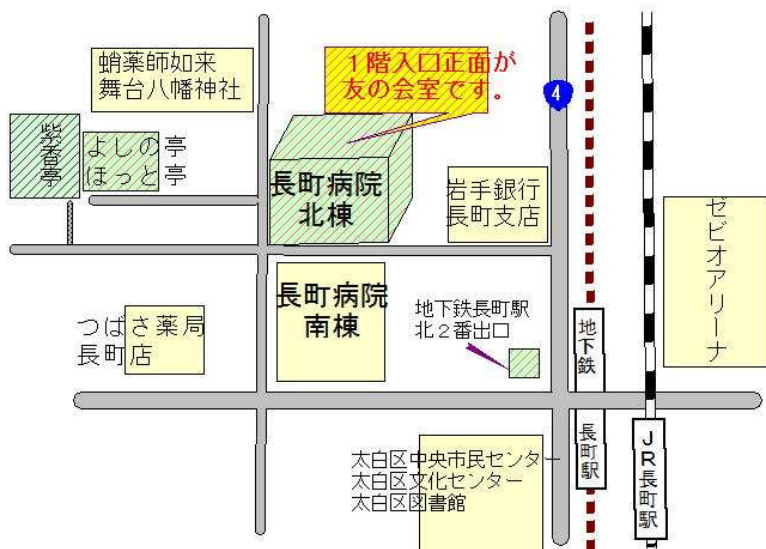 蛸薬師如来
舞台八幡神社
１階入口正面が
友の会室です。
4
紫香亭
よしの亭
ほっと亭
長町病院
北棟
岩手銀行
長町支店
ゼビオアリーナ
長町病院
南棟
地下鉄長町駅
北２番出口
つばさ薬局
長町店
地下鉄
長町駅
JR長町駅
太白区中央市民センター
太白区文化センター
太白区図書館